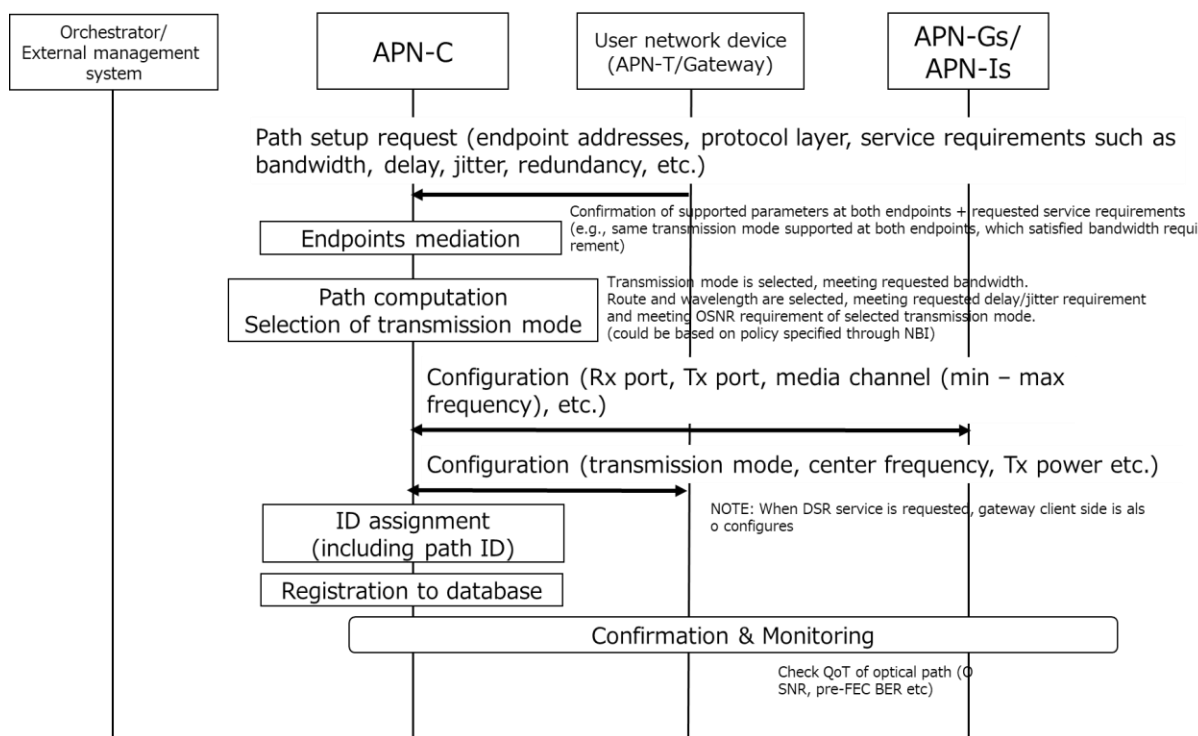 Orchestrator/
External management
system
APN-C
User network device
(APN-T/Gateway)
APN-Gs/
APN-Is
Path setup request (endpoint addresses, protocol layer, service requirements such as
bandwidth, delay, jitter, redundancy, etc.)
Endpoints mediation
Confirmation of supported parameters at both endpoints + requested service requirements
(e.g., same transmission mode supported at both endpoints, which satisfied bandwidth requi
rement)
Path computation
Selection of transmission mode
Transmission mode is selected, meeting requested bandwidth.
Route and wavelength are selected, meeting requested delay/jitter requirement
and meeting OSNR requirement of selected transmission mode.
(could be based on policy specified through NBI)
Configuration (Rx port, Tx port, media channel (min – max
frequency), etc.)
Configuration (transmission mode, center frequency, Tx power etc.)
NOTE: When DSR service is requested, gateway client side is als
o configures
ID assignment
(including path ID)
Registration to database
Confirmation & Monitoring
Check QoT of optical path (O
SNR, pre-FEC BER etc)